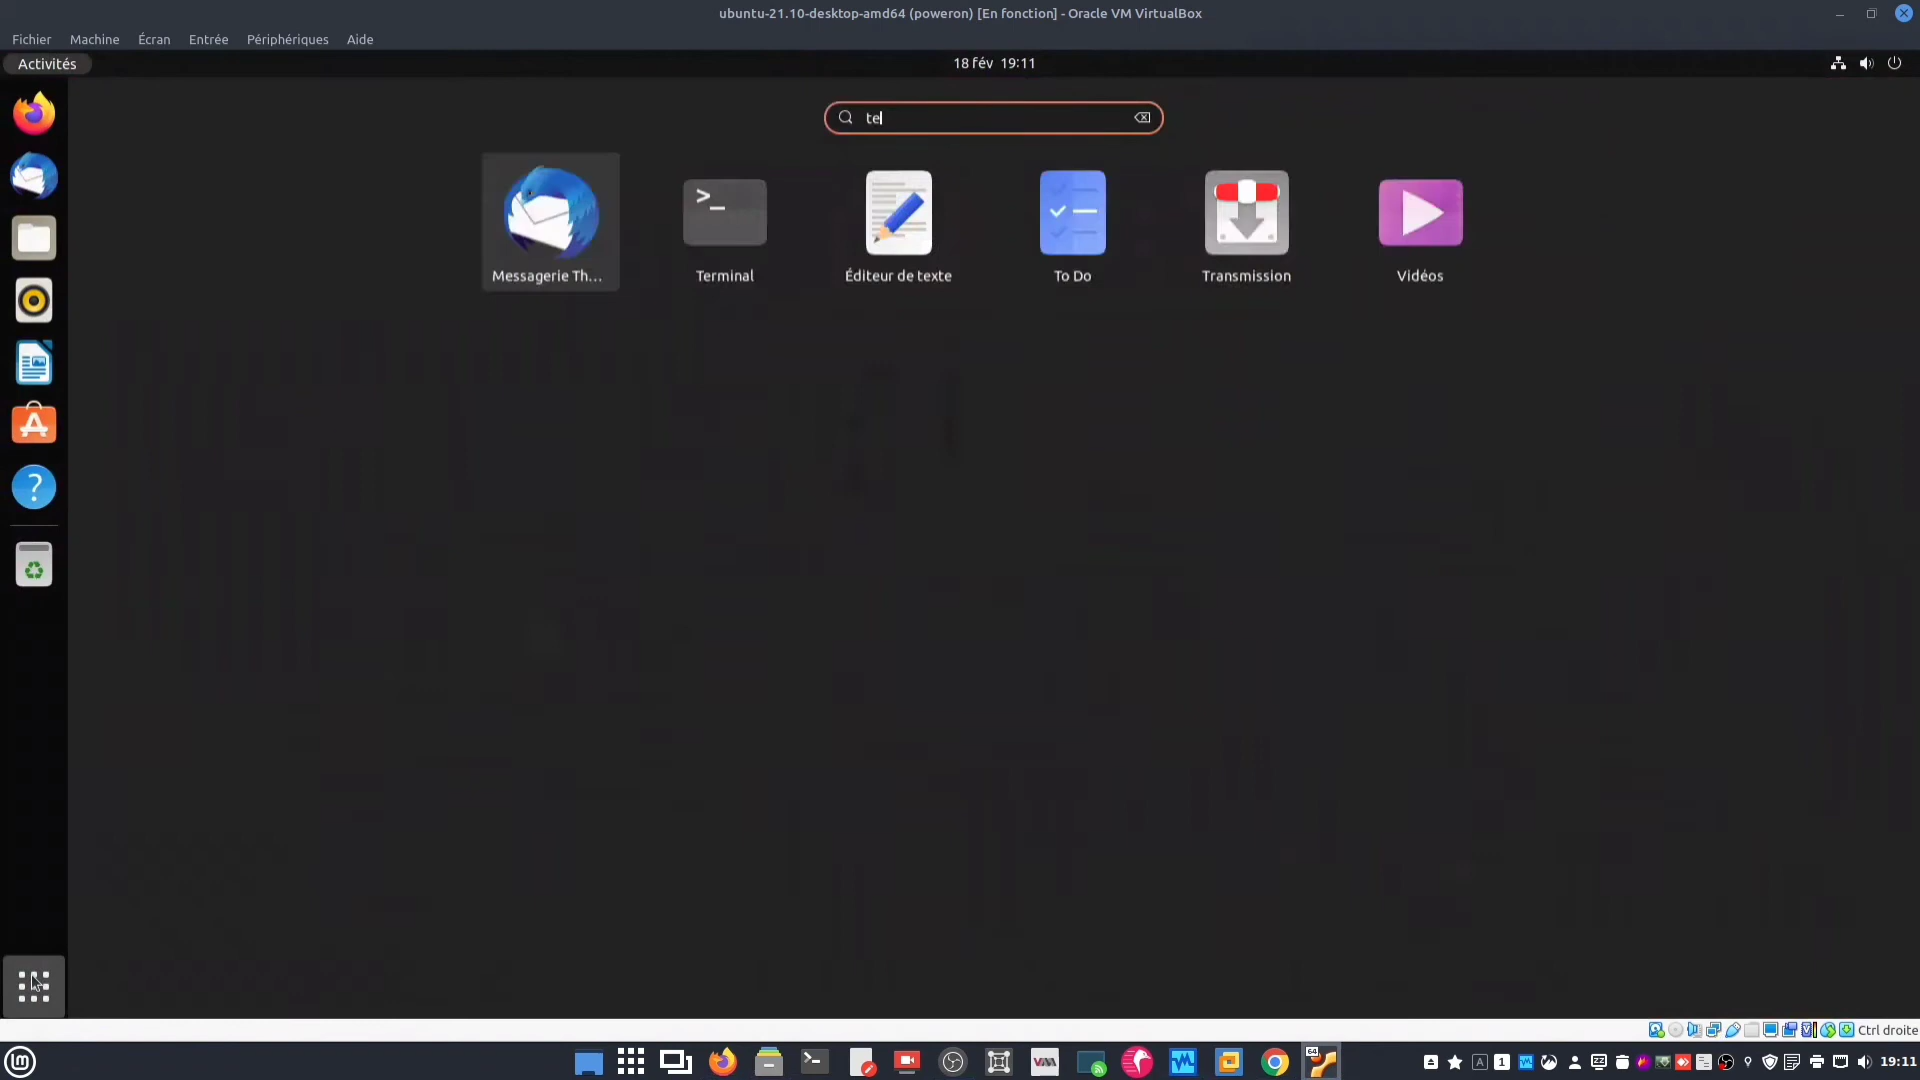 ubuntu-21.10-desktop-amd64 (poweron) [En fonction] - Oracle VM VirtualBox
Fichier Machine Écran Entrée Périphériques Aide
Activités 18 fév 19:11
te
Messagerie Th... Terminal Éditeur de texte To Do Transmission Vidéos
Ctrl droite
19:11